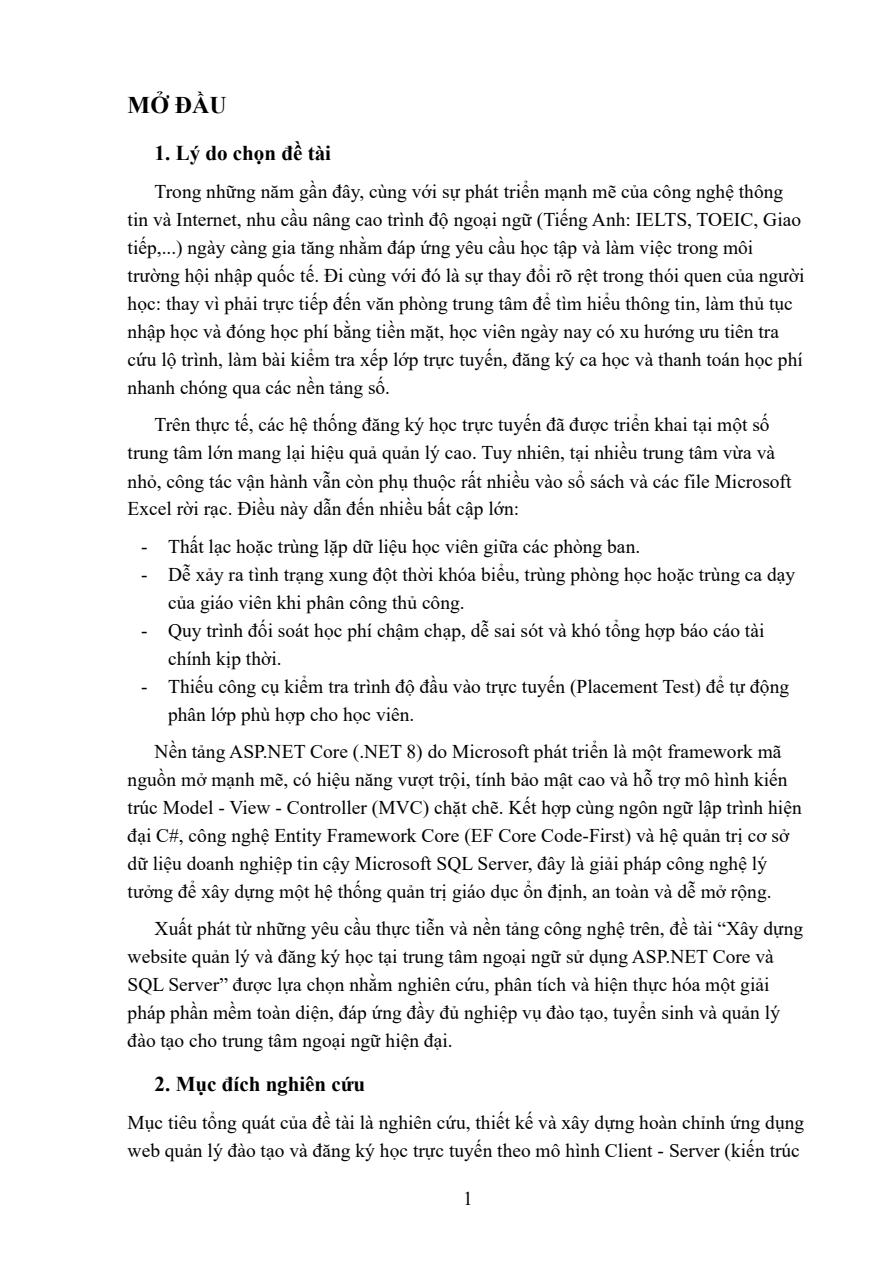 MỞ ĐẦU
1. Lý do chọn đề tài
Trong những năm gần đây, cùng với sự phát triển mạnh mẽ của công nghệ thông
tin và Internet, nhu cầu nâng cao trình độ ngoại ngữ (Tiếng Anh: IELTS, TOEIC, Giao
tiếp,...) ngày càng gia tăng nhằm đáp ứng yêu cầu học tập và làm việc trong môi
trường hội nhập quốc tế. Đi cùng với đó là sự thay đổi rõ rệt trong thói quen của người
học: thay vì phải trực tiếp đến văn phòng trung tâm để tìm hiểu thông tin, làm thủ tục
nhập học và đóng học phí bằng tiền mặt, học viên ngày nay có xu hướng ưu tiên tra
cứu lộ trình, làm bài kiểm tra xếp lớp trực tuyến, đăng ký ca học và thanh toán học phí
nhanh chóng qua các nền tảng số.
Trên thực tế, các hệ thống đăng ký học trực tuyến đã được triển khai tại một số
trung tâm lớn mang lại hiệu quả quản lý cao. Tuy nhiên, tại nhiều trung tâm vừa và
nhỏ, công tác vận hành vẫn còn phụ thuộc rất nhiều vào sổ sách và các file Microsoft
Excel rời rạc. Điều này dẫn đến nhiều bất cập lớn:
- Thất lạc hoặc trùng lặp dữ liệu học viên giữa các phòng ban.
- Dễ xảy ra tình trạng xung đột thời khóa biểu, trùng phòng học hoặc trùng ca dạy
của giáo viên khi phân công thủ công.
- Quy trình đối soát học phí chậm chạp, dễ sai sót và khó tổng hợp báo cáo tài
chính kịp thời.
- Thiếu công cụ kiểm tra trình độ đầu vào trực tuyến (Placement Test) để tự động
phân lớp phù hợp cho học viên.
Nền tảng ASP.NET Core (.NET 8) do Microsoft phát triển là một framework mã
nguồn mở mạnh mẽ, có hiệu năng vượt trội, tính bảo mật cao và hỗ trợ mô hình kiến
trúc Model - View - Controller (MVC) chặt chẽ. Kết hợp cùng ngôn ngữ lập trình hiện
đại C#, công nghệ Entity Framework Core (EF Core Code-First) và hệ quản trị cơ sở
dữ liệu doanh nghiệp tin cậy Microsoft SQL Server, đây là giải pháp công nghệ lý
tưởng để xây dựng một hệ thống quản trị giáo dục ổn định, an toàn và dễ mở rộng.
Xuất phát từ những yêu cầu thực tiễn và nền tảng công nghệ trên, đề tài “Xây dựng
website quản lý và đăng ký học tại trung tâm ngoại ngữ sử dụng ASP.NET Core và
SQL Server” được lựa chọn nhằm nghiên cứu, phân tích và hiện thực hóa một giải
pháp phần mềm toàn diện, đáp ứng đầy đủ nghiệp vụ đào tạo, tuyển sinh và quản lý
đào tạo cho trung tâm ngoại ngữ hiện đại.
2. Mục đích nghiên cứu
Mục tiêu tổng quát của đề tài là nghiên cứu, thiết kế và xây dựng hoàn chỉnh ứng dụng
web quản lý đào tạo và đăng ký học trực tuyến theo mô hình Client - Server (kiến trúc
1